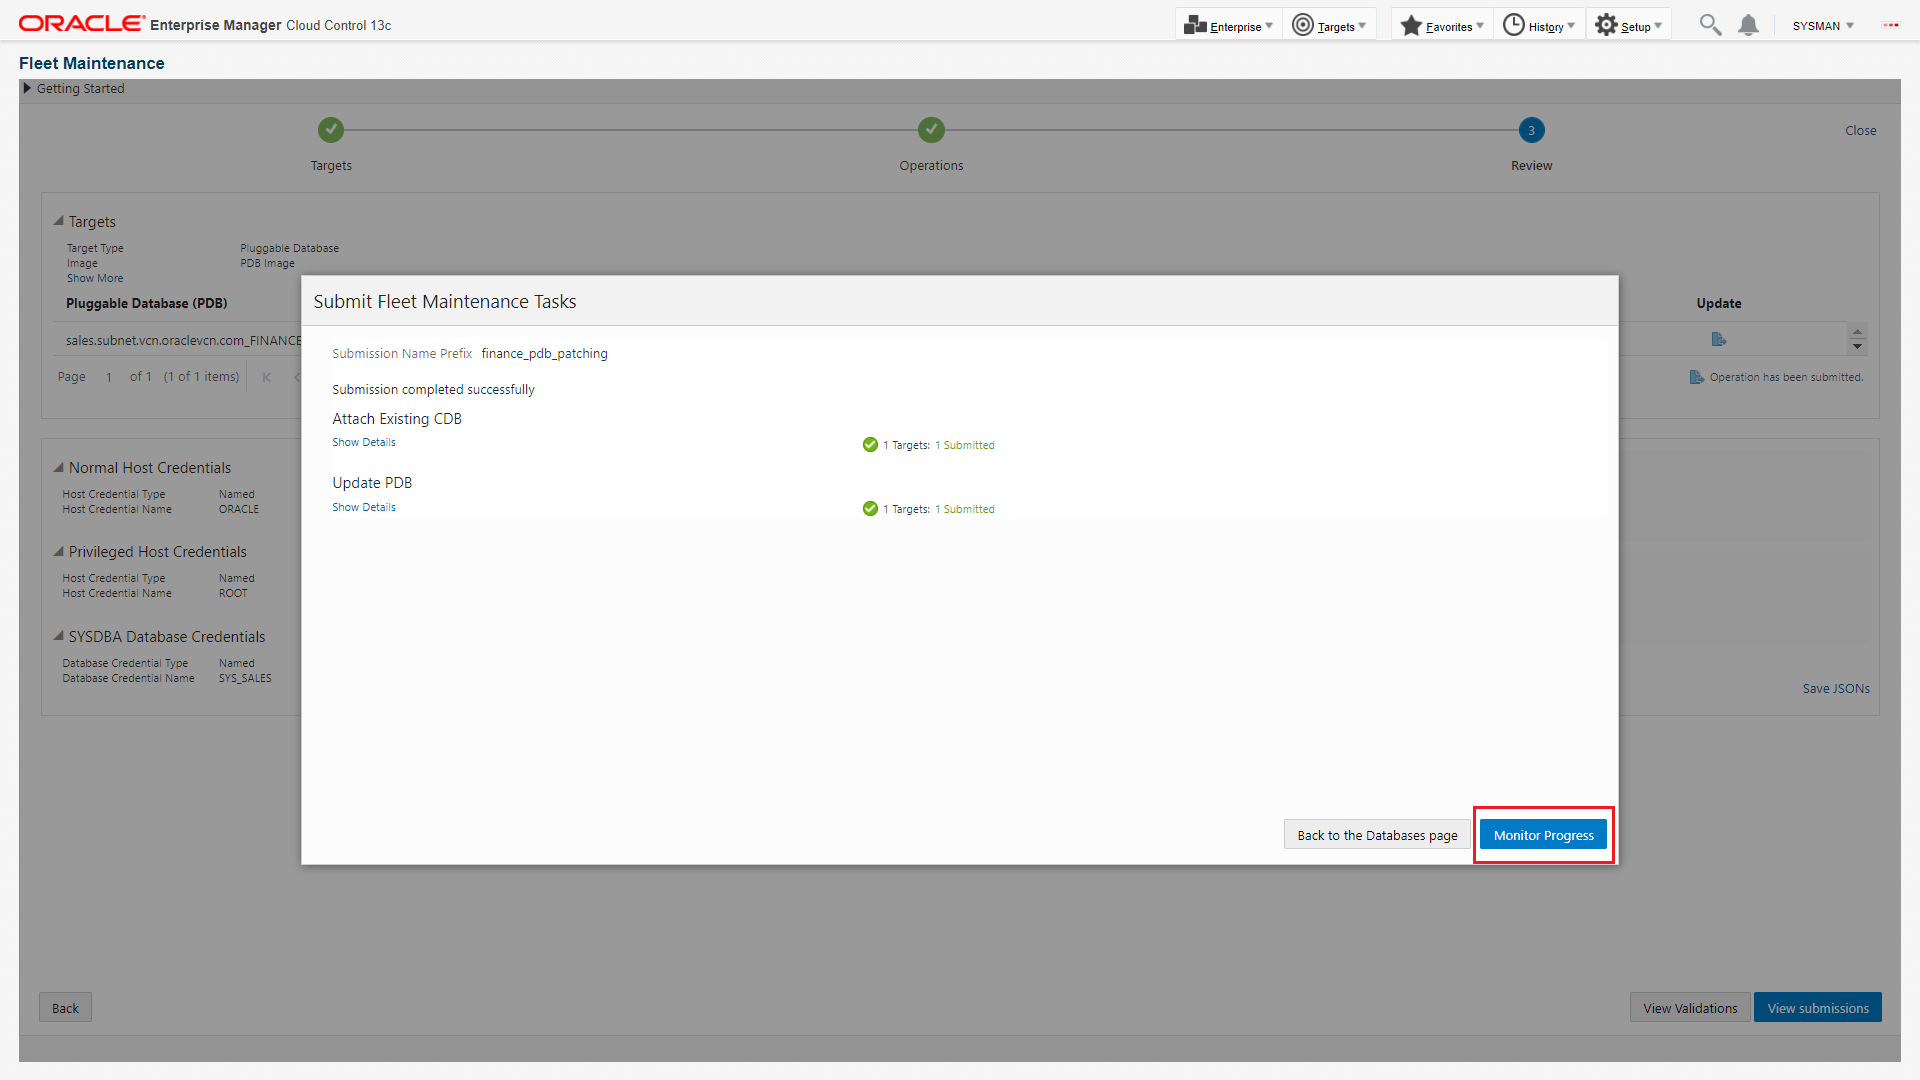 ORACLE Enterprise Manager Cloud Control 13c
Enterprise
Targets
Favorites
History
Setup
SYSMAN
Fleet Maintenance
Getting Started
3
Close
Targets
Operations
Review
Targets
Target Type Pluggable Database
Image PDB Image
Show More
Pluggable Database (PDB)
Update
sales.subnet.vcn.oraclevcn.com_FINANCE
Page 1 of 1 (1 of 1 items)
Operation has been submitted.
Submit Fleet Maintenance Tasks
Submission Name Prefix finance_pdb_patching
Submission completed successfully
Attach Existing CDB
Show Details
1 Targets: 1 Submitted
Update PDB
Show Details
1 Targets: 1 Submitted
Back to the Databases page
Monitor Progress
Normal Host Credentials
Host Credential Type Named
Host Credential Name ORACLE
Privileged Host Credentials
Host Credential Type Named
Host Credential Name ROOT
SYSDBA Database Credentials
Database Credential Type Named
Database Credential Name SYS_SALES
Save JSONs
Back
View Validations
View submissions